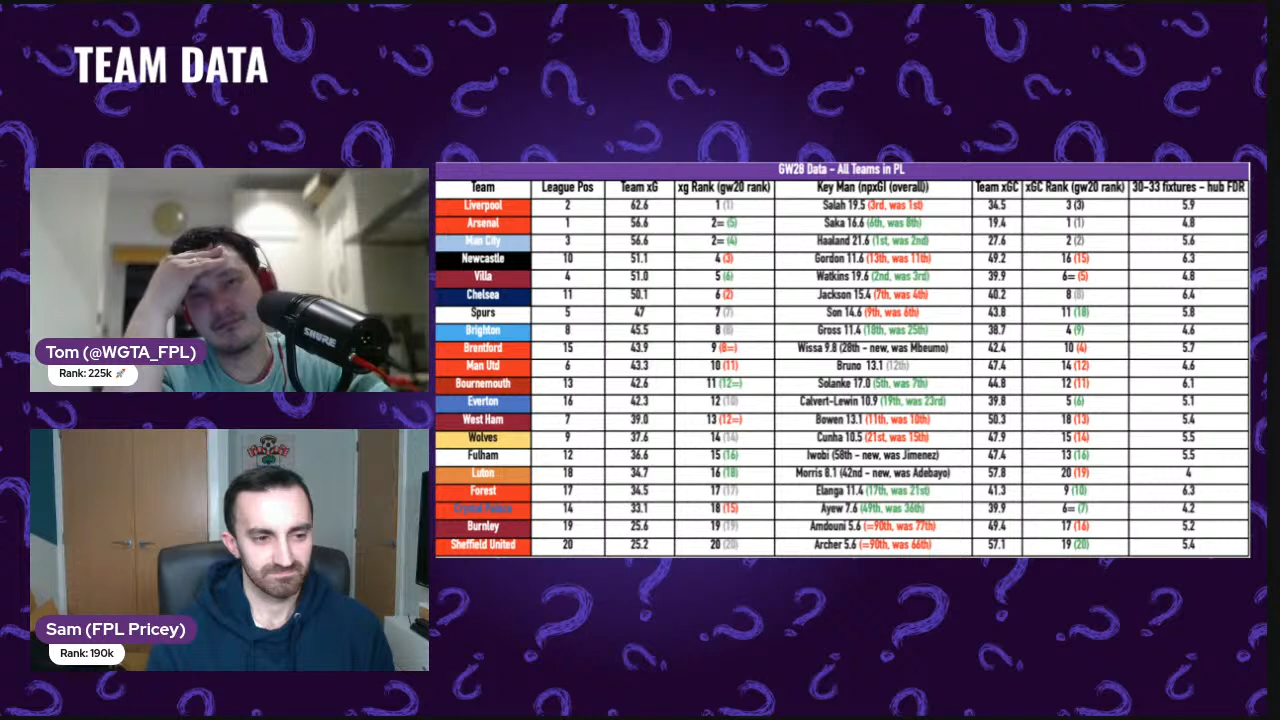 TEAM DATA
GW28 Data - All Teams in PL
Team League Pos Team xG xg Rank (gw20 rank) Key Man (npxGI (overall)) Team xGC xGC Rank (gw20 rank) 30-33 fixtures - hub FDR
Liverpool 2 62.6 1 (1) Salah 19.5 (3rd, was 1st) 34.5 3 (3) 5.9
Arsenal 1 56.6 2= (5) Saka 16.6 (6th, was 8th) 19.4 1 (1) 4.8
Man City 3 56.6 2= (4) Haaland 21.6 (1st, was 2nd) 27.6 2 (2) 5.6
Newcastle 10 51.1 4 (3) Gordon 11.6 (13th, was 11th) 49.2 16 (15) 6.3
Villa 4 51.0 5 (6) Watkins 19.6 (2nd, was 3rd) 39.9 6= (5) 4.8
Chelsea 11 50.1 6 (2) Jackson 15.4 (7th, was 4th) 40.2 8 (8) 6.4
Spurs 5 47 7 (7) Son 14.6 (9th, was 6th) 43.8 11 (18) 5.8
Brighton 8 45.5 8 (8) Gross 11.4 (18th, was 25th) 38.7 4 (9) 4.6
Brentford 15 43.9 9 (8=) Wissa 9.8 (28th - new, was Mbeumo) 42.4 10 (4) 5.7
Man Utd 6 43.3 10 (11) Bruno 13.1 (12th) 47.4 14 (12) 4.6
Bournemouth 13 42.6 11 (12=) Solanke 17.0 (5th, was 7th) 44.8 12 (11) 6.1
Everton 16 42.3 12 (10) Calvert-Lewin 10.9 (19th, was 23rd) 39.8 5 (6) 5.1
West Ham 7 39.0 13 (12=) Bowen 13.1 (11th, was 10th) 50.3 18 (13) 5.4
Wolves 9 37.6 14 (14) Cunha 10.5 (21st, was 15th) 47.9 15 (14) 5.5
Fulham 12 36.6 15 (16) Iwobi (58th - new, was Jimenez) 47.4 13 (16) 5.5
Luton 18 34.7 16 (18) Morris 8.1 (42nd - new, was Adebayo) 57.8 20 (19) 4
Forest 17 34.5 17 (17) Elanga 11.4 (17th, was 21st) 41.3 9 (10) 6.3
Crystal Palace 14 33.1 18 (15) Ayew 7.6 (49th, was 36th) 39.9 6= (7) 4.2
Burnley 19 25.6 19 (19) Amdouni 5.6 (=90th, was 77th) 49.4 17 (16) 5.2
Sheffield United 20 25.2 20 (20) Archer 5.6 (=90th, was 66th) 57.1 19 (20) 5.4
SHURE
Tom (@WGTA_FPL)
Rank: 225k 🚀
Sam (FPL Pricey)
Rank: 190k